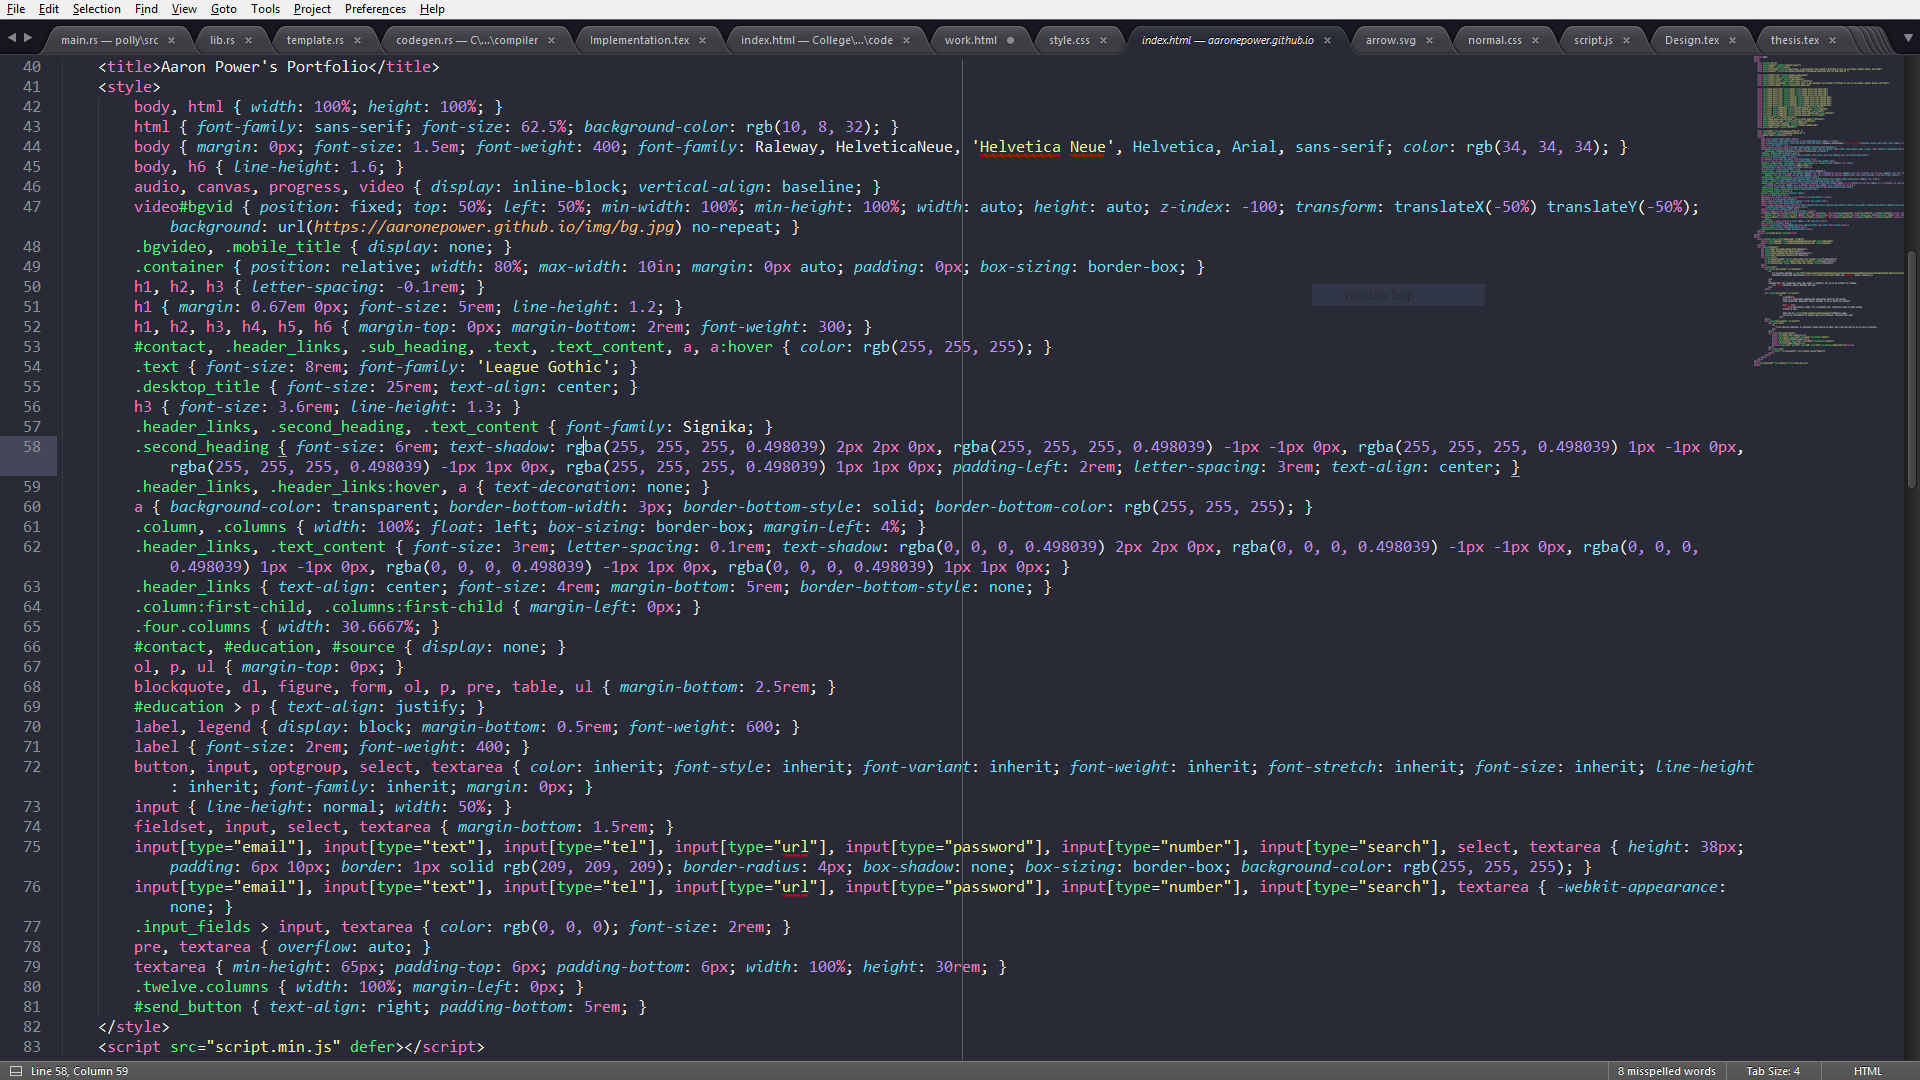 File Edit Selection Find View Goto Tools Project Preferences Help
main.rs — polly\src × lib.rs × template.rs × codegen.rs — C\...\compiler × Implementation.tex × index.html — College\...\code × work.html style.css × index.html — aaronepower.github.io × arrow.svg × normal.css × script.js × Design.tex × thesis.tex ×
40 <title>Aaron Power's Portfolio</title>
41 <style>
42 body, html { width: 100%; height: 100%; }
43 html { font-family: sans-serif; font-size: 62.5%; background-color: rgb(10, 8, 32); }
44 body { margin: 0px; font-size: 1.5em; font-weight: 400; font-family: Raleway, HelveticaNeue, 'Helvetica Neue', Helvetica, Arial, sans-serif; color: rgb(34, 34, 34); }
45 body, h6 { line-height: 1.6; }
46 audio, canvas, progress, video { display: inline-block; vertical-align: baseline; }
47 video#bgvid { position: fixed; top: 50%; left: 50%; min-width: 100%; min-height: 100%; width: auto; height: auto; z-index: -100; transform: translateX(-50%) translateY(-50%);
background: url(https://aaronepower.github.io/img/bg.jpg) no-repeat; }
48 .bgvideo, .mobile_title { display: none; }
49 .container { position: relative; width: 80%; max-width: 10in; margin: 0px auto; padding: 0px; box-sizing: border-box; }
50 h1, h2, h3 { letter-spacing: -0.1rem; }
Window Snip
51 h1 { margin: 0.67em 0px; font-size: 5rem; line-height: 1.2; }
52 h1, h2, h3, h4, h5, h6 { margin-top: 0px; margin-bottom: 2rem; font-weight: 300; }
53 #contact, .header_links, .sub_heading, .text, .text_content, a, a:hover { color: rgb(255, 255, 255); }
54 .text { font-size: 8rem; font-family: 'League Gothic'; }
55 .desktop_title { font-size: 25rem; text-align: center; }
56 h3 { font-size: 3.6rem; line-height: 1.3; }
57 .header_links, .second_heading, .text_content { font-family: Signika; }
58 .second_heading { font-size: 6rem; text-shadow: rgba(255, 255, 255, 0.498039) 2px 2px 0px, rgba(255, 255, 255, 0.498039) -1px -1px 0px, rgba(255, 255, 255, 0.498039) 1px -1px 0px,
rgba(255, 255, 255, 0.498039) -1px 1px 0px, rgba(255, 255, 255, 0.498039) 1px 1px 0px; padding-left: 2rem; letter-spacing: 3rem; text-align: center; }
59 .header_links, .header_links:hover, a { text-decoration: none; }
60 a { background-color: transparent; border-bottom-width: 3px; border-bottom-style: solid; border-bottom-color: rgb(255, 255, 255); }
61 .column, .columns { width: 100%; float: left; box-sizing: border-box; margin-left: 4%; }
62 .header_links, .text_content { font-size: 3rem; letter-spacing: 0.1rem; text-shadow: rgba(0, 0, 0, 0.498039) 2px 2px 0px, rgba(0, 0, 0, 0.498039) -1px -1px 0px, rgba(0, 0, 0,
0.498039) 1px -1px 0px, rgba(0, 0, 0, 0.498039) -1px 1px 0px, rgba(0, 0, 0, 0.498039) 1px 1px 0px; }
63 .header_links { text-align: center; font-size: 4rem; margin-bottom: 5rem; border-bottom-style: none; }
64 .column:first-child, .columns:first-child { margin-left: 0px; }
65 .four.columns { width: 30.6667%; }
66 #contact, #education, #source { display: none; }
67 ol, p, ul { margin-top: 0px; }
68 blockquote, dl, figure, form, ol, p, pre, table, ul { margin-bottom: 2.5rem; }
69 #education > p { text-align: justify; }
70 label, legend { display: block; margin-bottom: 0.5rem; font-weight: 600; }
71 label { font-size: 2rem; font-weight: 400; }
72 button, input, optgroup, select, textarea { color: inherit; font-style: inherit; font-variant: inherit; font-weight: inherit; font-stretch: inherit; font-size: inherit; line-height
: inherit; font-family: inherit; margin: 0px; }
73 input { line-height: normal; width: 50%; }
74 fieldset, input, select, textarea { margin-bottom: 1.5rem; }
75 input[type="email"], input[type="text"], input[type="tel"], input[type="url"], input[type="password"], input[type="number"], input[type="search"], select, textarea { height: 38px;
padding: 6px 10px; border: 1px solid rgb(209, 209, 209); border-radius: 4px; box-shadow: none; box-sizing: border-box; background-color: rgb(255, 255, 255); }
76 input[type="email"], input[type="text"], input[type="tel"], input[type="url"], input[type="password"], input[type="number"], input[type="search"], textarea { -webkit-appearance:
none; }
77 .input_fields > input, textarea { color: rgb(0, 0, 0); font-size: 2rem; }
78 pre, textarea { overflow: auto; }
79 textarea { min-height: 65px; padding-top: 6px; padding-bottom: 6px; width: 100%; height: 30rem; }
80 .twelve.columns { width: 100%; margin-left: 0px; }
81 #send_button { text-align: right; padding-bottom: 5rem; }
82 </style>
83 <script src="script.min.js" defer></script>
Line 58, Column 59 8 misspelled words Tab Size: 4 HTML